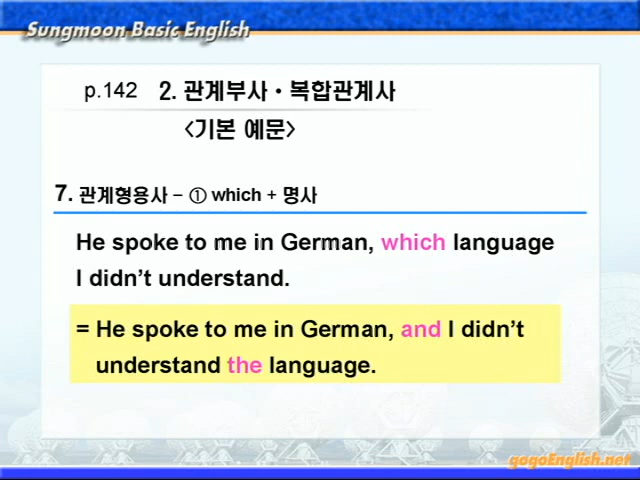 Sungmoon Basic English
p.142 2. 관계부사・복합관계사
<기본 예문>
7. 관계형용사 – ① which + 명사
He spoke to me in German, which language
I didn’t understand.
= He spoke to me in German, and I didn’t
understand the language.
gogoEnglish.net